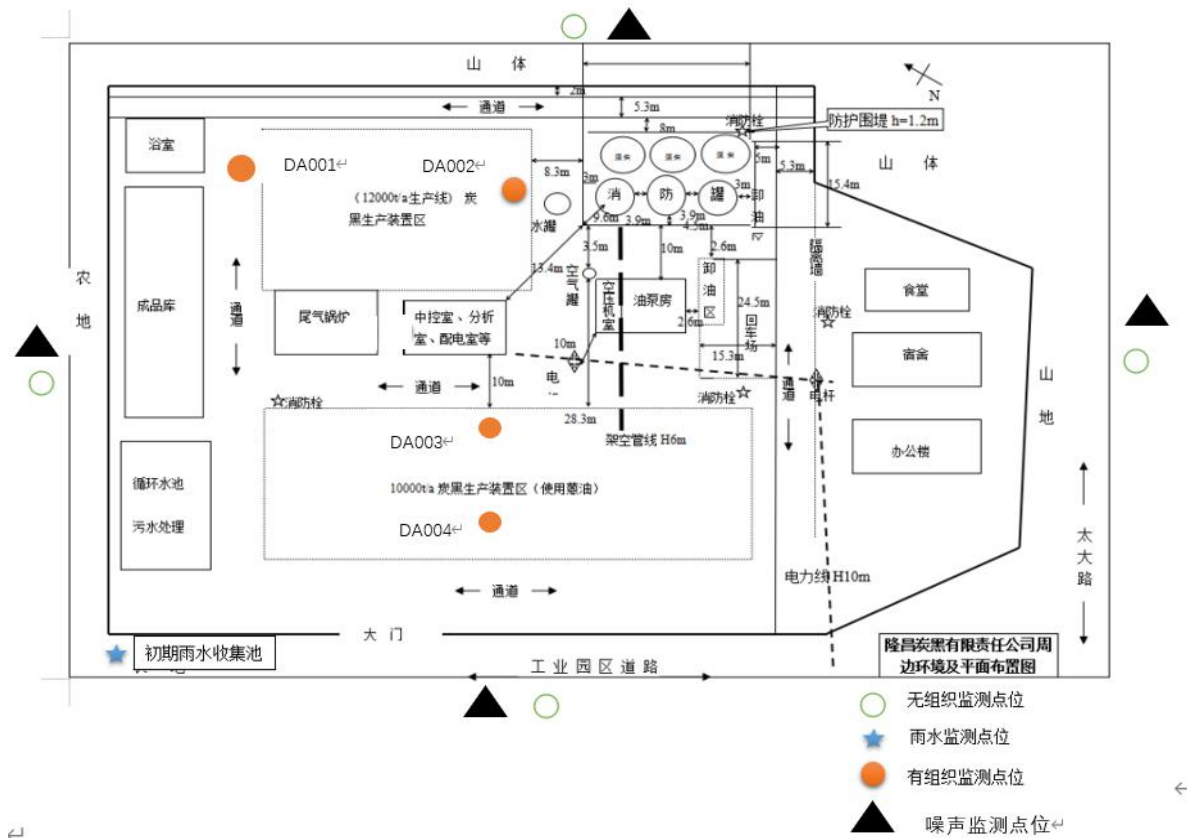 山 体
N
2m
通道
5.3m
8m
消防栓
防护围堤 h=1.2m
浴室
DA001
DA002
8.3m
3m
5m
5.3m
山 体
15.4m
（12000t/a生产线） 炭
黑生产装置区
消 防 罐
3m
卸油区
水罐
9.6m
3.9m
3.9m
4.5m
农地
成品库
通道
3.5m
10m
2.6m
隔离墙
13.4m
空气罐
空压机室
油泵房
卸油区
24.5m
回车场
食堂
尾气锅炉
中控室、分析
室、配电室等
2.6m
消防栓
宿舍
10m
15.3m
山地
电
通道
10m
通道
电杆
消防栓
消防栓
28.3m
架空管线 H6m
DA003
办公楼
循环水池
污水处理
10000t/a 炭黑生产装置区（使用蒽油）
DA004
太大路
电力线 H10m
通道
大 门
初期雨水收集池
工业园区道路
隆昌炭黑有限责任公司周
边环境及平面布置图
无组织监测点位
雨水监测点位
有组织监测点位
噪声监测点位